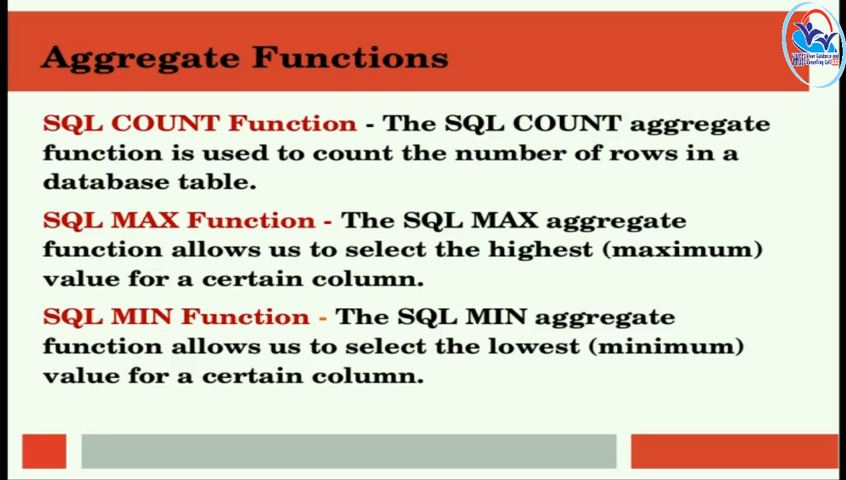 Aggregate Functions
SQL COUNT Function - The SQL COUNT aggregate
function is used to count the number of rows in a
database table.
SQL MAX Function - The SQL MAX aggregate
function allows us to select the highest (maximum)
value for a certain column.
SQL MIN Function - The SQL MIN aggregate
function allows us to select the lowest (minimum)
value for a certain column.